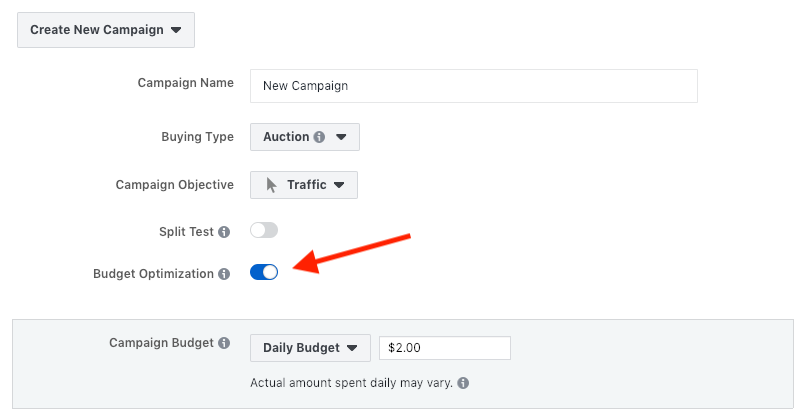 Create New Campaign
Campaign Name New Campaign
Buying Type Auction
Campaign Objective Traffic
Split Test
Budget Optimization
Campaign Budget Daily Budget $2.00
Actual amount spent daily may vary.